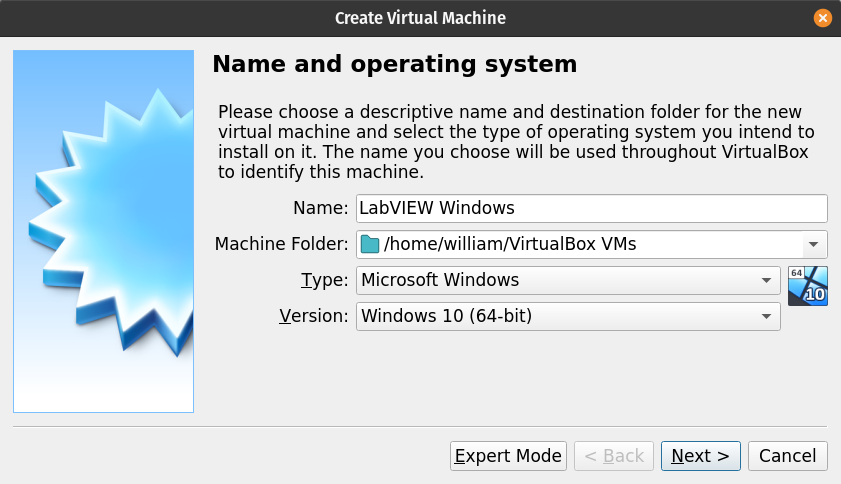 Create Virtual Machine
Name and operating system
Please choose a descriptive name and destination folder for the new
virtual machine and select the type of operating system you intend to
install on it. The name you choose will be used throughout VirtualBox
to identify this machine.
Name: LabVIEW Windows
Machine Folder: /home/william/VirtualBox VMs
Type: Microsoft Windows
64
10
Version: Windows 10 (64-bit)
Expert Mode < Back Next > Cancel